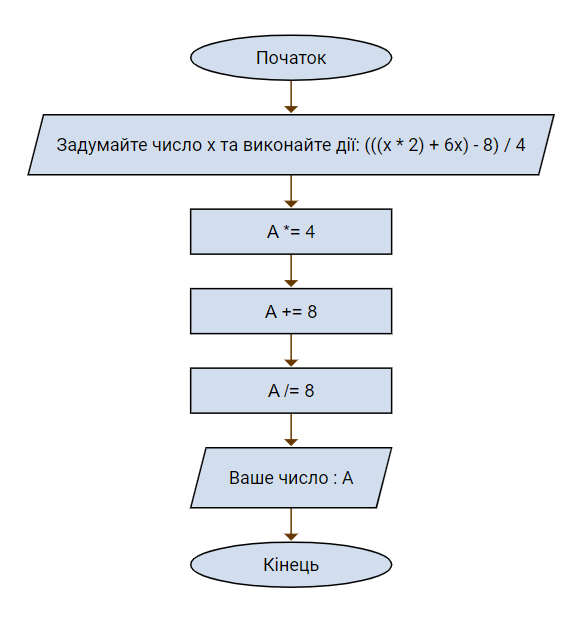 Початок
Задумайте число x та виконайте дії: (((x * 2) + 6x) - 8) / 4
A *= 4
A += 8
A /= 8
Ваше число : A
Кінець